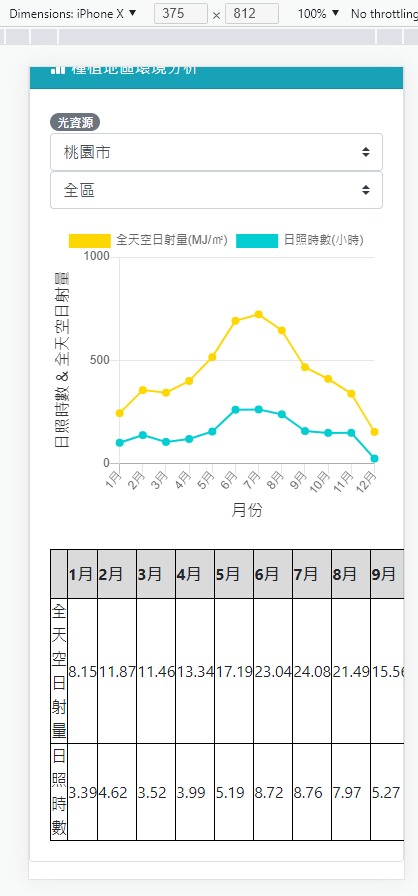 Dimensions: iPhone X ▼ 375 × 812 100% ▼ No throttling
種植地區環境分析
光資源
桃園市
全區
全天空日射量(MJ/㎡) 日照時數(小時)
日照時數 & 全天空日射量
1000
500
0
1月 2月 3月 4月 5月 6月 7月 8月 9月 10月 11月 12月
月份
1月 2月 3月 4月 5月 6月 7月 8月 9月
全天空日射量 8.15 11.87 11.46 13.34 17.19 23.04 24.08 21.49 15.56
日照時數 3.39 4.62 3.52 3.99 5.19 8.72 8.76 7.97 5.27